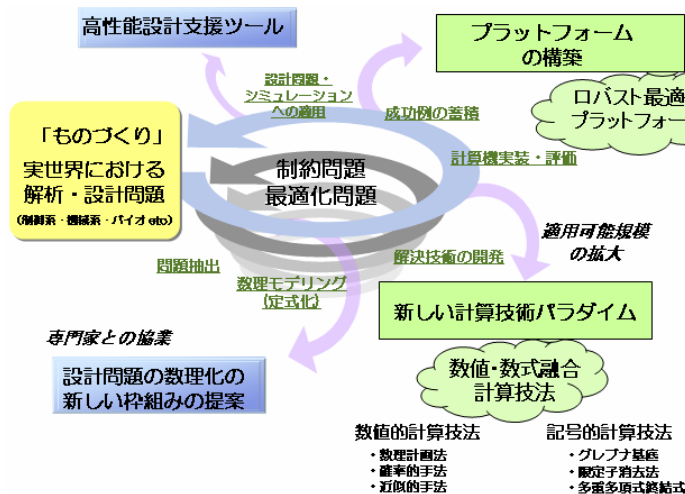 高性能設計支援ツール
プラットフォーム
の構築
ロバスト最適
プラットフォー
設計問題・
シミュレーション
への適用
成功例の蓄積
「ものづくり」
実世界における
解析・設計問題
(制御系・機械系・バイオ etc)
制約問題
最適化問題
計算機実装・評価
適用可能規模
の拡大
問題抽出
数理モデリング
(定式化)
解決技術の開発
新しい計算技術パラダイム
専門家との協業
設計問題の数理化の
新しい枠組みの提案
数値・数式融合
計算技法
数値的計算技法
・数理計画法
・確率的手法
・近似的手法
記号的計算技法
・グレブナ基底
・限定子消去法
・多重多項式終結式